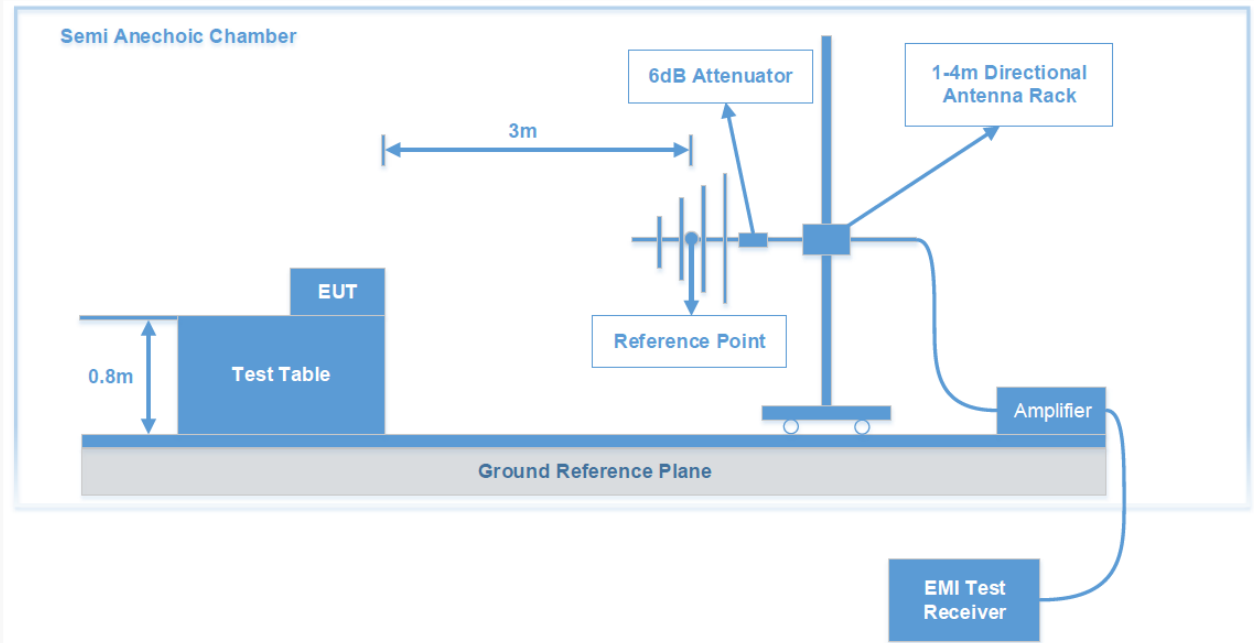 Semi Anechoic Chamber
6dB Attenuator
1-4m Directional
Antenna Rack
3m
EUT
Reference Point
0.8m
Test Table
Amplifier
Ground Reference Plane
EMI Test
Receiver